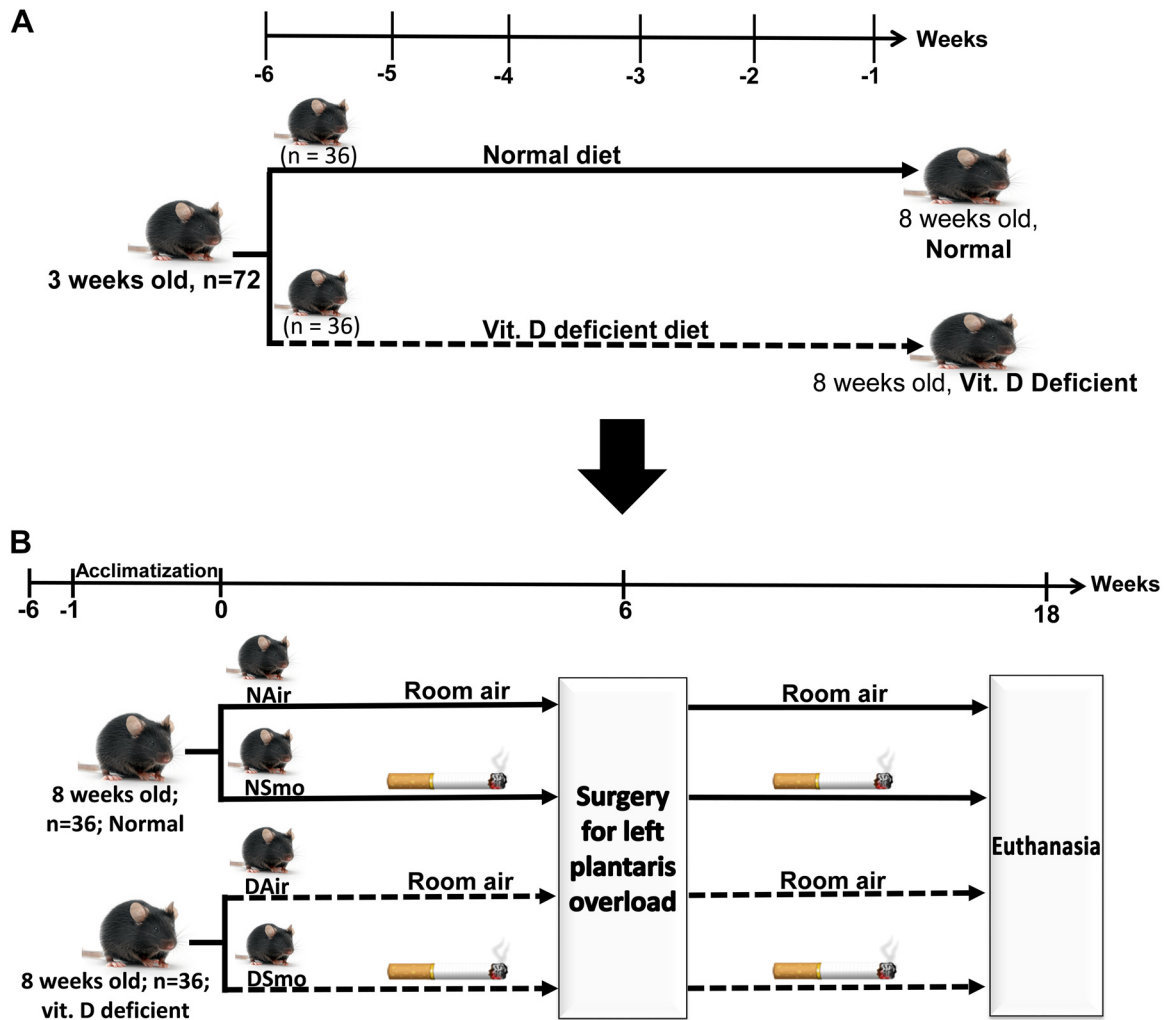 A
Weeks
-6 -5 -4 -3 -2 -1
(n = 36)
Normal diet
8 weeks old,
Normal
3 weeks old, n=72
(n = 36)
Vit. D deficient diet
8 weeks old, Vit. D Deficient
B
Acclimatization
Weeks
-6 -1 0 6 18
NAir
Room air
Room air
NSmo
8 weeks old;
n=36; Normal
Surgery
for left
plantaris
overload
Euthanasia
DAir
Room air
Room air
DSmo
8 weeks old; n=36;
vit. D deficient